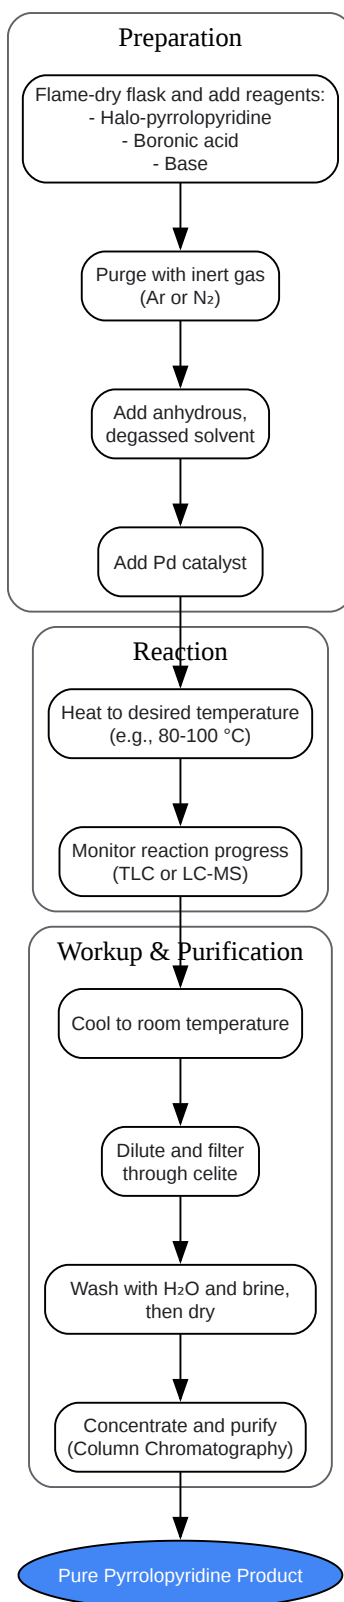 Preparation
Flame-dry flask and add reagents:
- Halo-pyrrolopyridine
- Boronic acid
- Base
Purge with inert gas
(Ar or N₂)
Add anhydrous,
degassed solvent
Add Pd catalyst
Reaction
Heat to desired temperature
(e.g., 80-100 °C)
Monitor reaction progress
(TLC or LC-MS)
Workup & Purification
Cool to room temperature
Dilute and filter
through celite
Wash with H₂O and brine,
then dry
Concentrate and purify
(Column Chromatography)
Pure Pyrrolopyridine Product